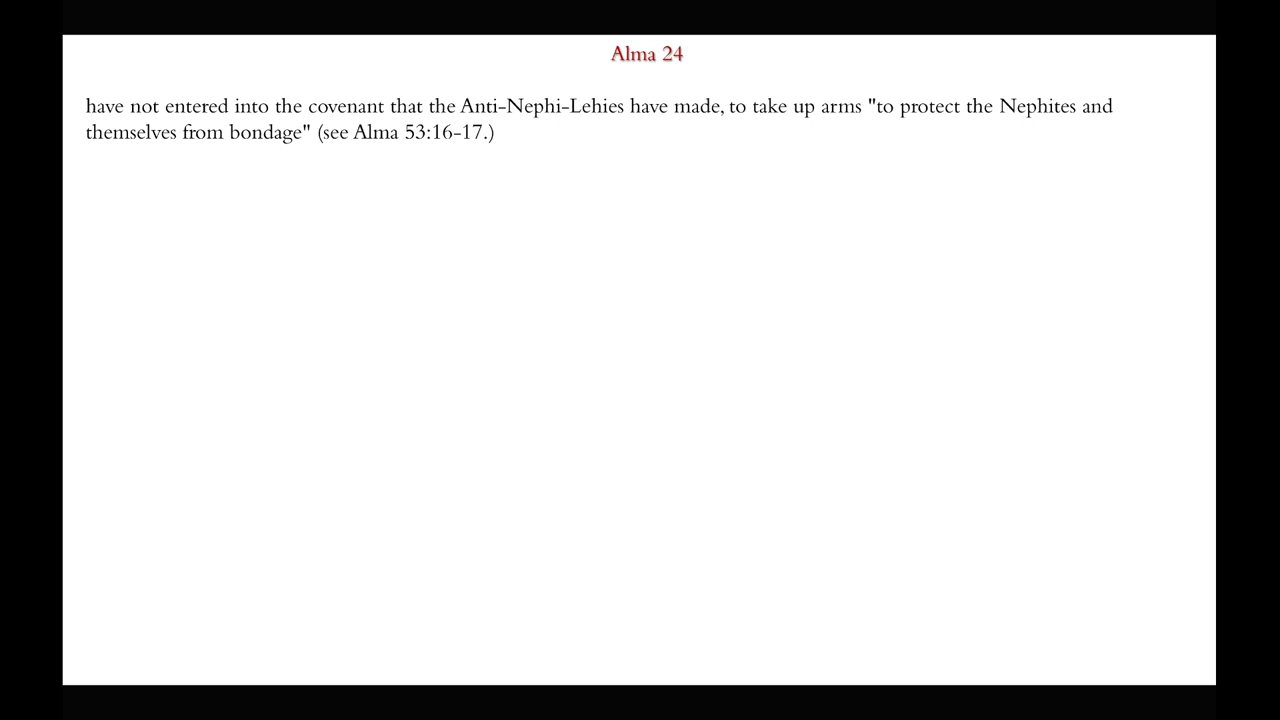 Alma 24
have not entered into the covenant that the Anti-Nephi-Lehies have made, to take up arms "to protect the Nephites and
themselves from bondage" (see Alma 53:16-17.)